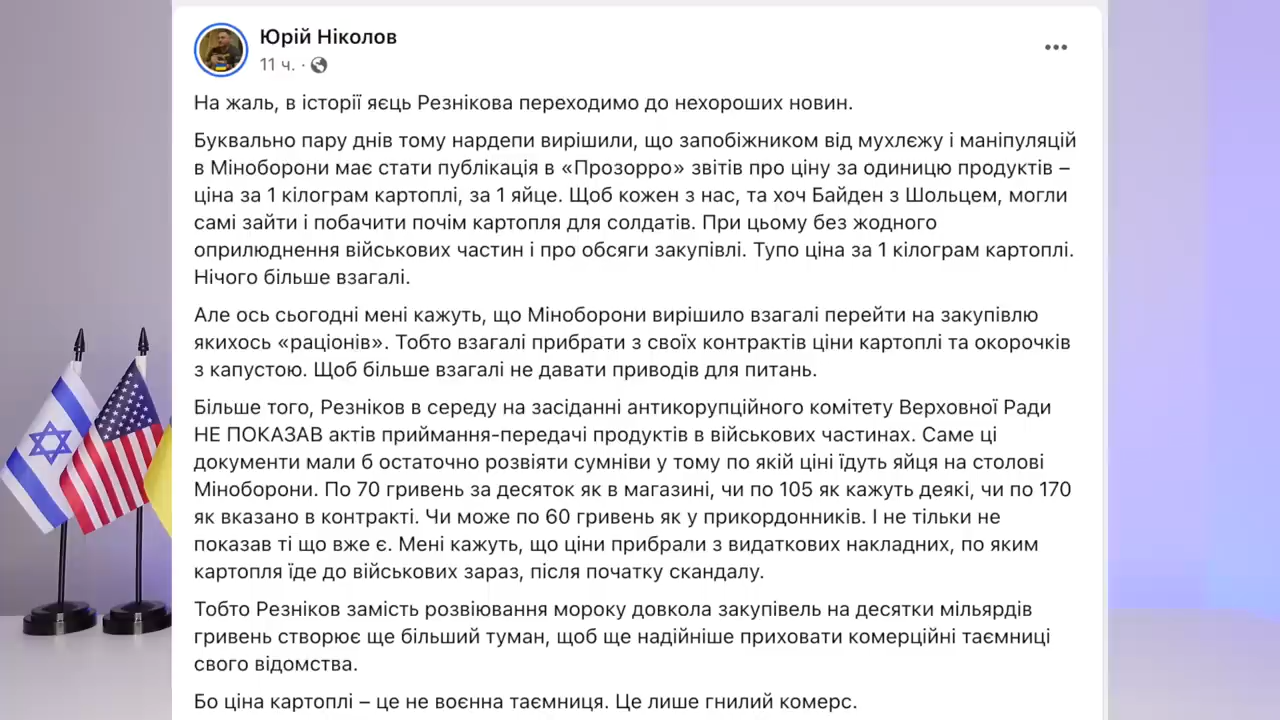 Юрій Ніколов
11 ч. ·
На жаль, в історії яєць Резнікова переходимо до нехороших новин.
Буквально пару днів тому нардепи вирішили, що запобіжником від мухлєжу і маніпуляцій
в Міноборони має стати публікація в «Прозорро» звітів про ціну за одиницю продуктів –
ціна за 1 кілограм картоплі, за 1 яйце. Щоб кожен з нас, та хоч Байден з Шольцем, могли
самі зайти і побачити почім картопля для солдатів. При цьому без жодного
оприлюднення військових частин і про обсяги закупівлі. Тупо ціна за 1 кілограм картоплі.
Нічого більше взагалі.
Але ось сьогодні мені кажуть, що Міноборони вирішило взагалі перейти на закупівлю
якихось «раціонів». Тобто взагалі прибрати з своїх контрактів ціни картоплі та окорочків
з капустою. Щоб більше взагалі не давати приводів для питань.
Більше того, Резніков в середу на засіданні антикорупційного комітету Верховної Ради
НЕ ПОКАЗАВ актів приймання-передачі продуктів в військових частинах. Саме ці
документи мали б остаточно розвіяти сумніви у тому по якій ціні їдуть яйця на столові
Міноборони. По 70 гривень за десяток як в магазині, чи по 105 як кажуть деякі, чи по 170
як вказано в контракті. Чи може по 60 гривень як у прикордонників. І не тільки не
показав ті що вже є. Мені кажуть, що ціни прибрали з видаткових накладних, по яким
картопля їде до військових зараз, після початку скандалу.
Тобто Резніков замість розвіювання мороку довкола закупівель на десятки мільярдів
гривень створює ще більший туман, щоб ще надійніше приховати комерційні таємниці
свого відомства.
Бо ціна картоплі – це не воєнна таємниця. Це лише гнилий комерс.